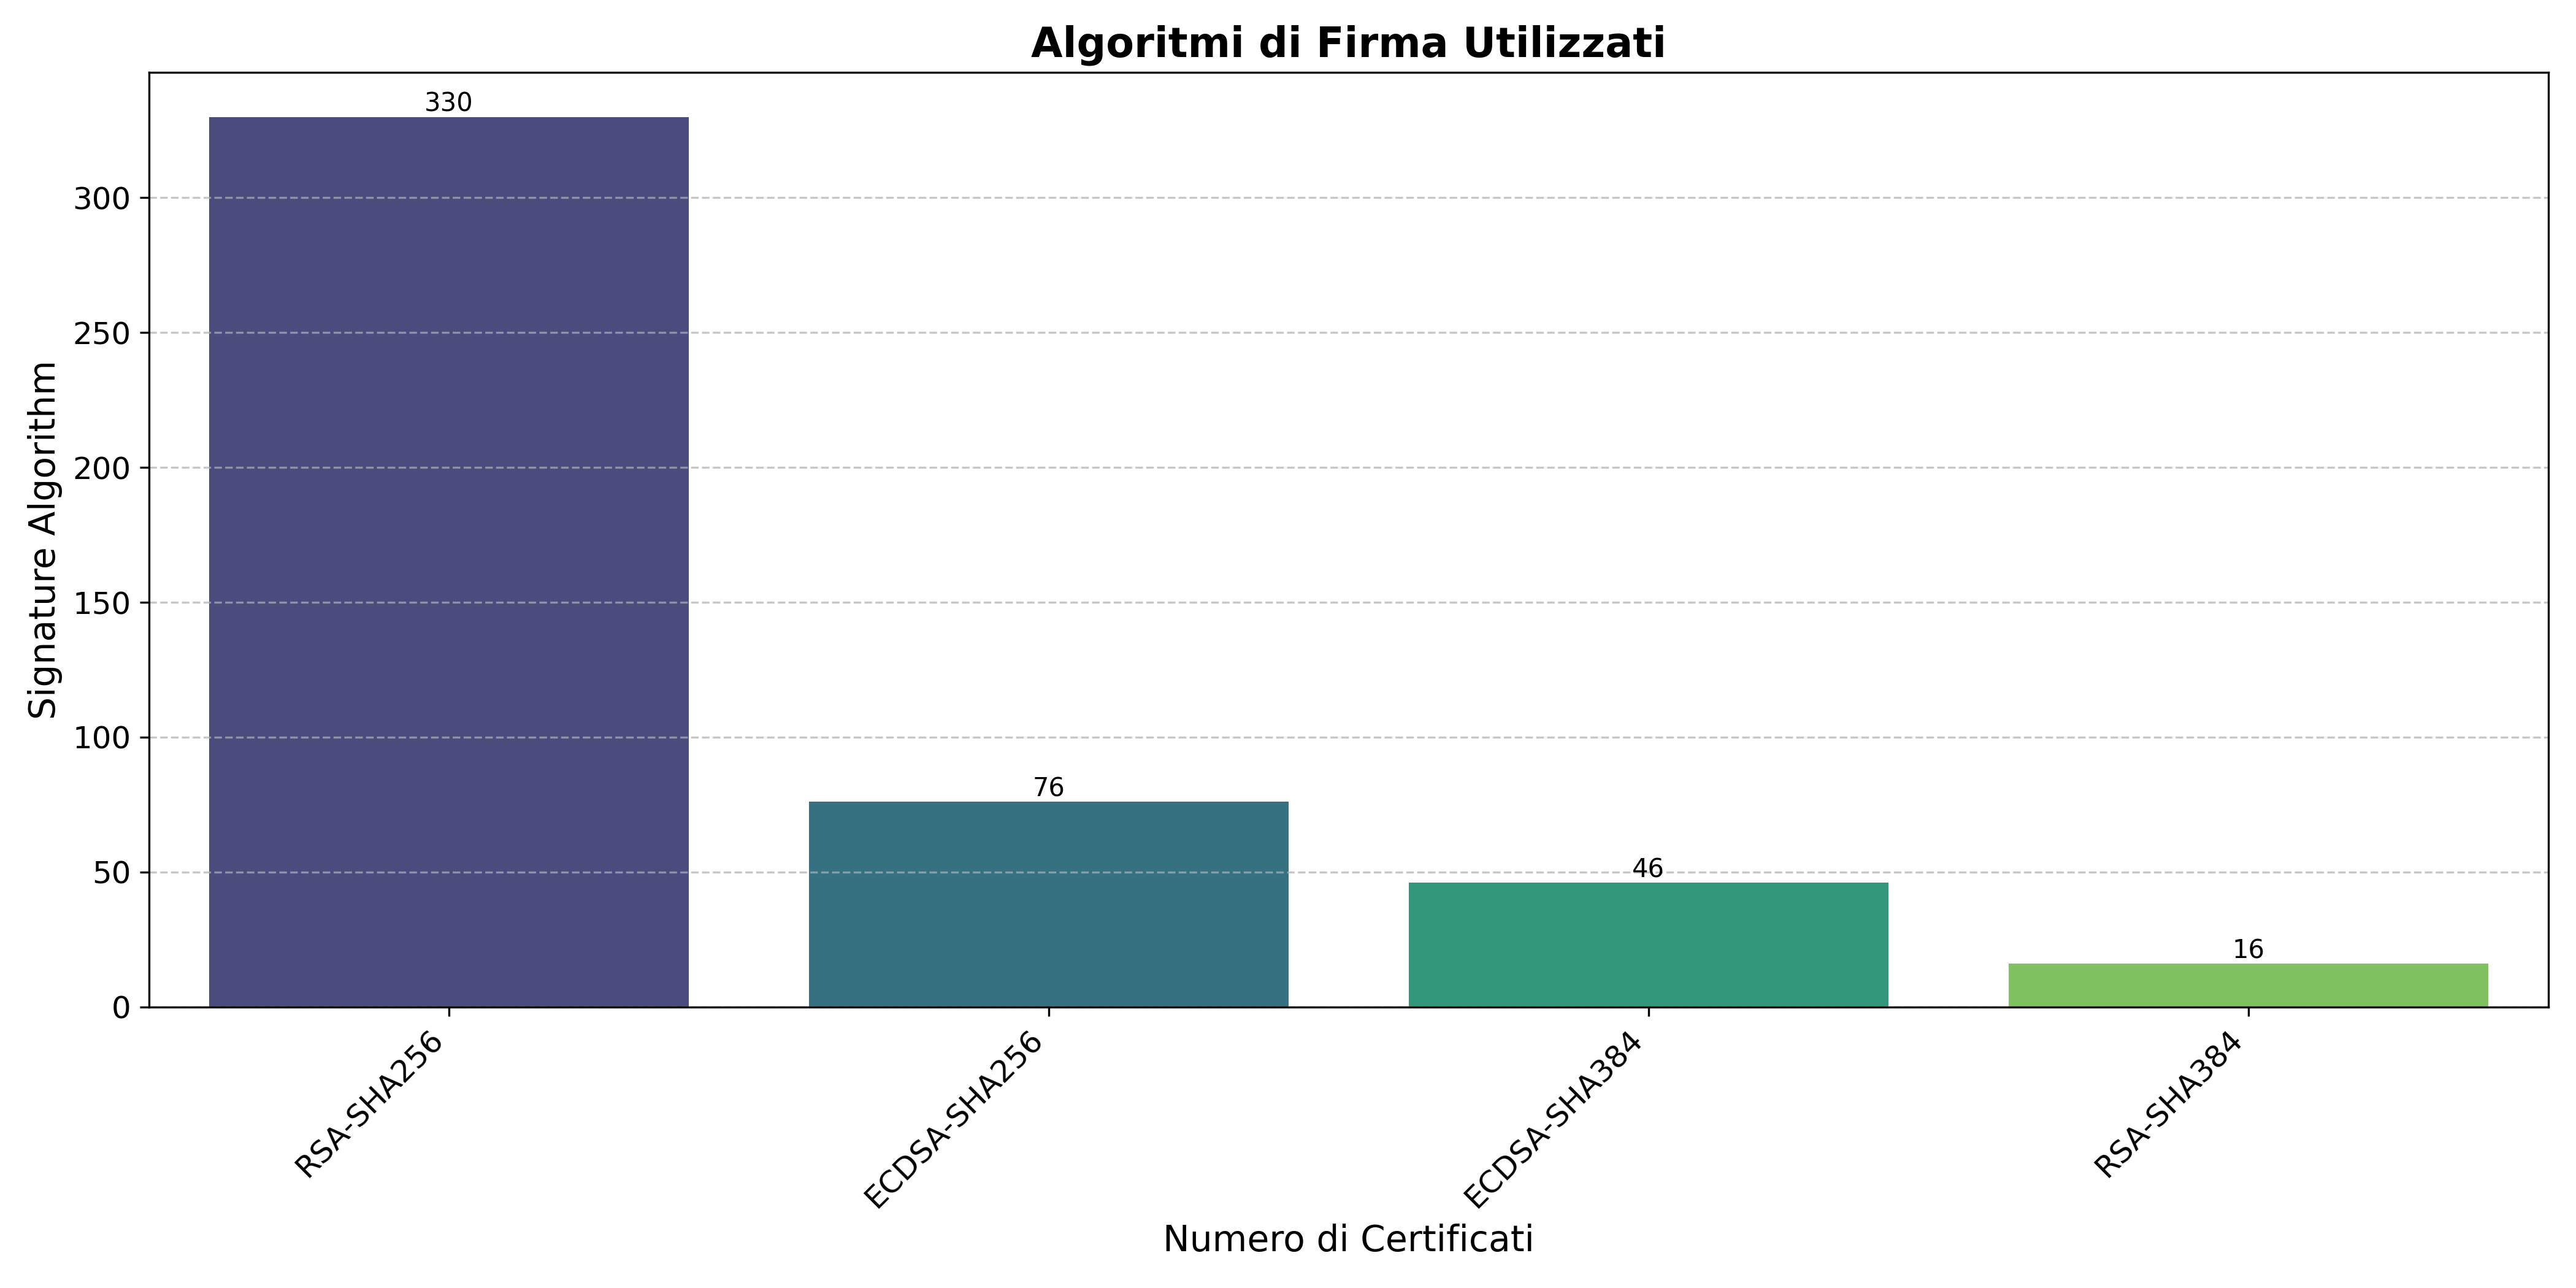 Algoritmi di Firma Utilizzati
Signature Algorithm
300
250
200
150
100
50
0
330
76
46
16
RSA-SHA256
ECDSA-SHA256
ECDSA-SHA384
RSA-SHA384
Numero di Certificati